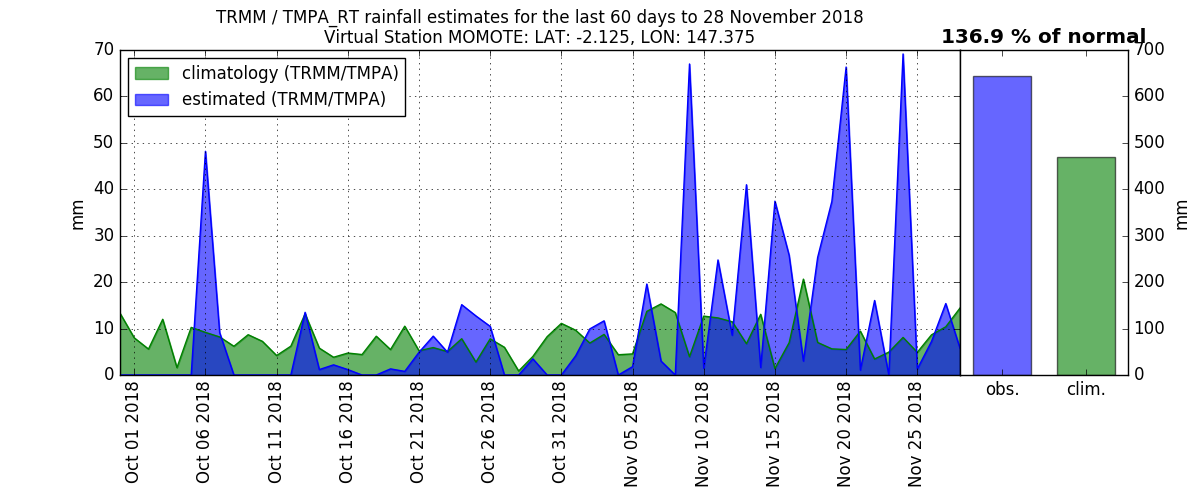 TRMM / TMPA_RT rainfall estimates for the last 60 days to 28 November 2018
Virtual Station MOMOTE: LAT: -2.125, LON: 147.375
136.9 % of normal
climatology (TRMM/TMPA)
estimated (TRMM/TMPA)
mm
70
60
50
40
30
20
10
0
Oct 01 2018
Oct 06 2018
Oct 11 2018
Oct 16 2018
Oct 21 2018
Oct 26 2018
Oct 31 2018
Nov 05 2018
Nov 10 2018
Nov 15 2018
Nov 20 2018
Nov 25 2018
obs.
clim.
700
600
500
400
300
200
100
0
mm